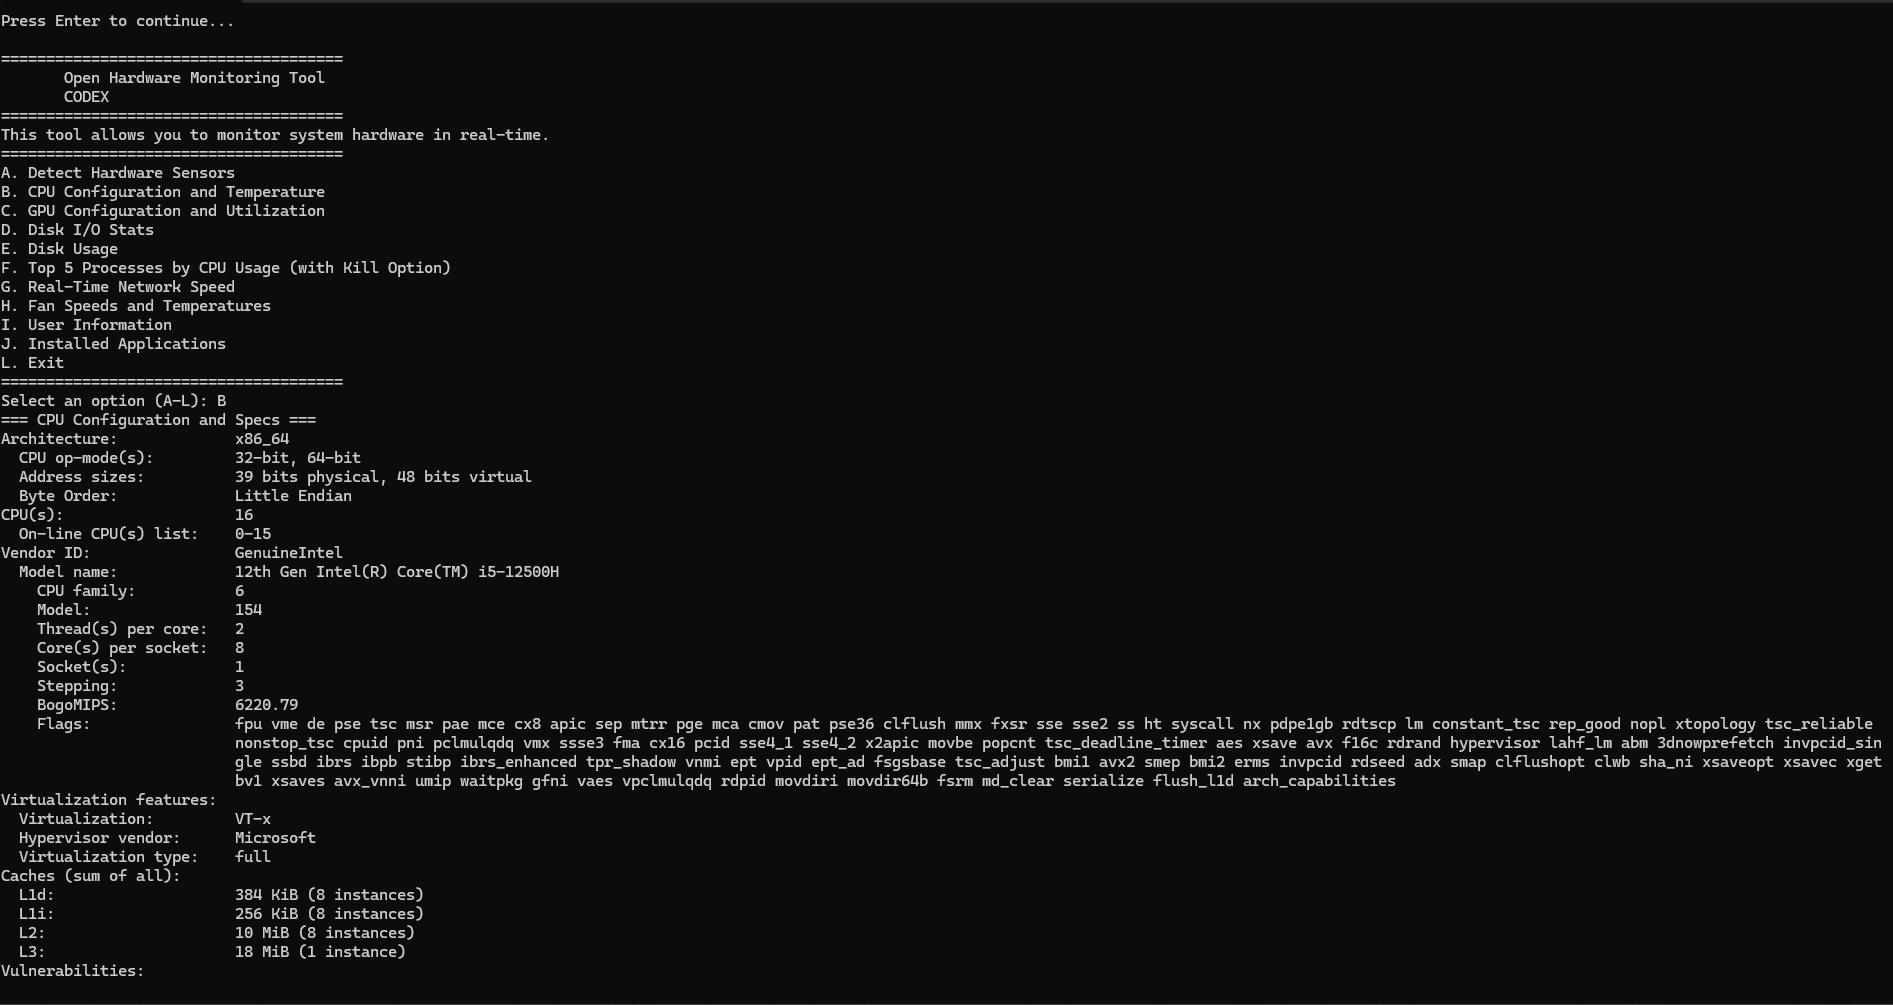 Press Enter to continue...
======================================
Open Hardware Monitoring Tool
CODEX
======================================
This tool allows you to monitor system hardware in real-time.
======================================
A. Detect Hardware Sensors
B. CPU Configuration and Temperature
C. GPU Configuration and Utilization
D. Disk I/O Stats
E. Disk Usage
F. Top 5 Processes by CPU Usage (with Kill Option)
G. Real-Time Network Speed
H. Fan Speeds and Temperatures
I. User Information
J. Installed Applications
L. Exit
======================================
Select an option (A-L): B
=== CPU Configuration and Specs ===
Architecture: x86_64
CPU op-mode(s): 32-bit, 64-bit
Address sizes: 39 bits physical, 48 bits virtual
Byte Order: Little Endian
CPU(s): 16
On-line CPU(s) list: 0-15
Vendor ID: GenuineIntel
Model name: 12th Gen Intel(R) Core(TM) i5-12500H
CPU family: 6
Model: 154
Thread(s) per core: 2
Core(s) per socket: 8
Socket(s): 1
Stepping: 3
BogoMIPS: 6220.79
Flags: fpu vme de pse tsc msr pae mce cx8 apic sep mtrr pge mca cmov pat pse36 clflush mmx fxsr sse sse2 ss ht syscall nx pdpe1gb rdtscp lm constant_tsc rep_good nopl xtopology tsc_reliable
nonstop_tsc cpuid pni pclmulqdq vmx ssse3 fma cx16 pcid sse4_1 sse4_2 x2apic movbe popcnt tsc_deadline_timer aes xsave avx f16c rdrand hypervisor lahf_lm abm 3dnowprefetch invpcid_sin
gle ssbd ibrs ibpb stibp ibrs_enhanced tpr_shadow vnmi ept vpid ept_ad fsgsbase tsc_adjust bmi1 avx2 smep bmi2 erms invpcid rdseed adx smap clflushopt clwb sha_ni xsaveopt xsavec xget
bv1 xsaves avx_vnni umip waitpkg gfni vaes vpclmulqdq rdpid movdiri movdir64b fsrm md_clear serialize flush_l1d arch_capabilities
Virtualization features:
Virtualization: VT-x
Hypervisor vendor: Microsoft
Virtualization type: full
Caches (sum of all):
L1d: 384 KiB (8 instances)
L1i: 256 KiB (8 instances)
L2: 10 MiB (8 instances)
L3: 18 MiB (1 instance)
Vulnerabilities: